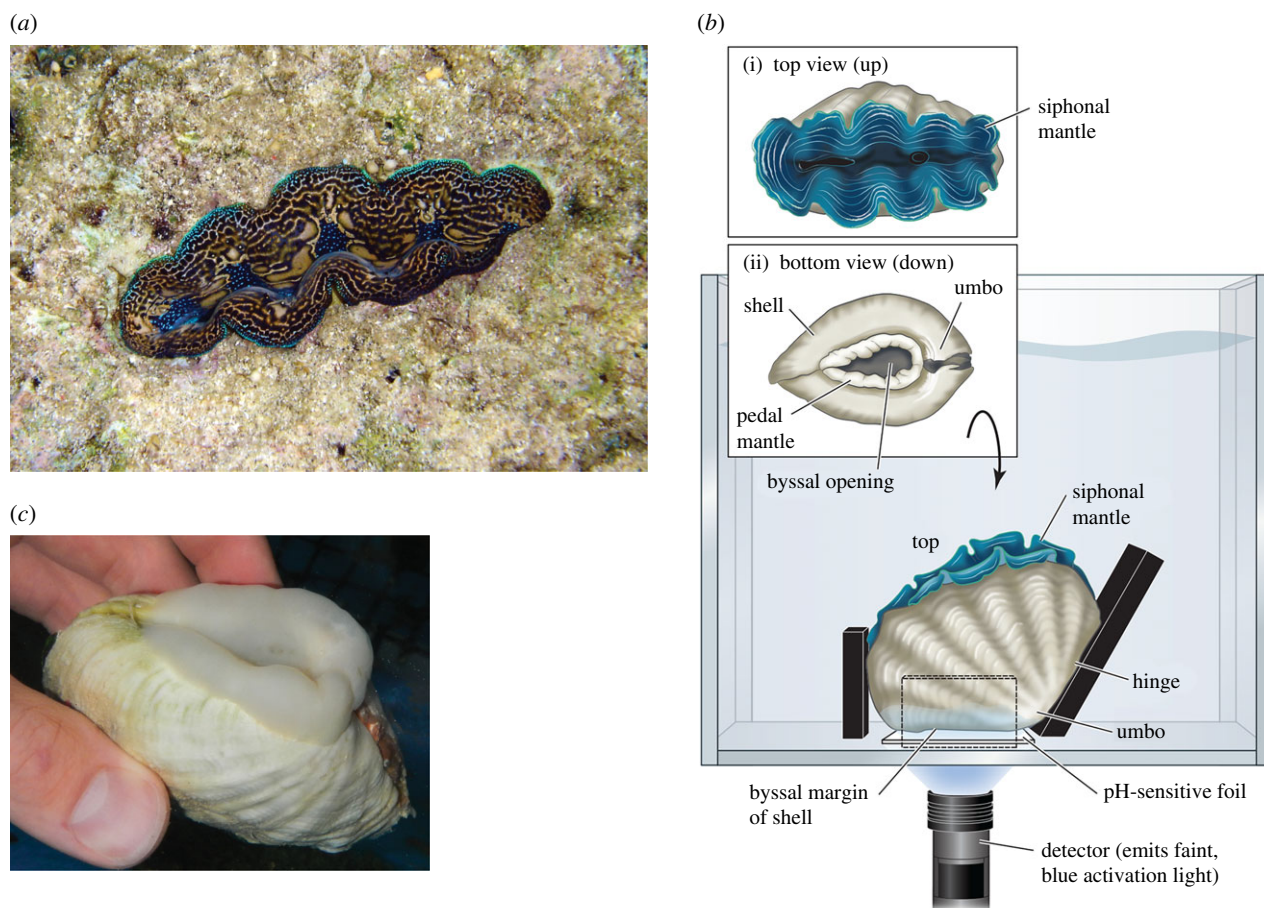 (a)
(b)
(i) top view (up)
siphonal
mantle
(ii) bottom view (down)
shell
umbo
pedal
mantle
byssal opening
siphonal
mantle
top
hinge
umbo
byssal margin
of shell
pH-sensitive foil
detector (emits faint,
blue activation light)
(c)